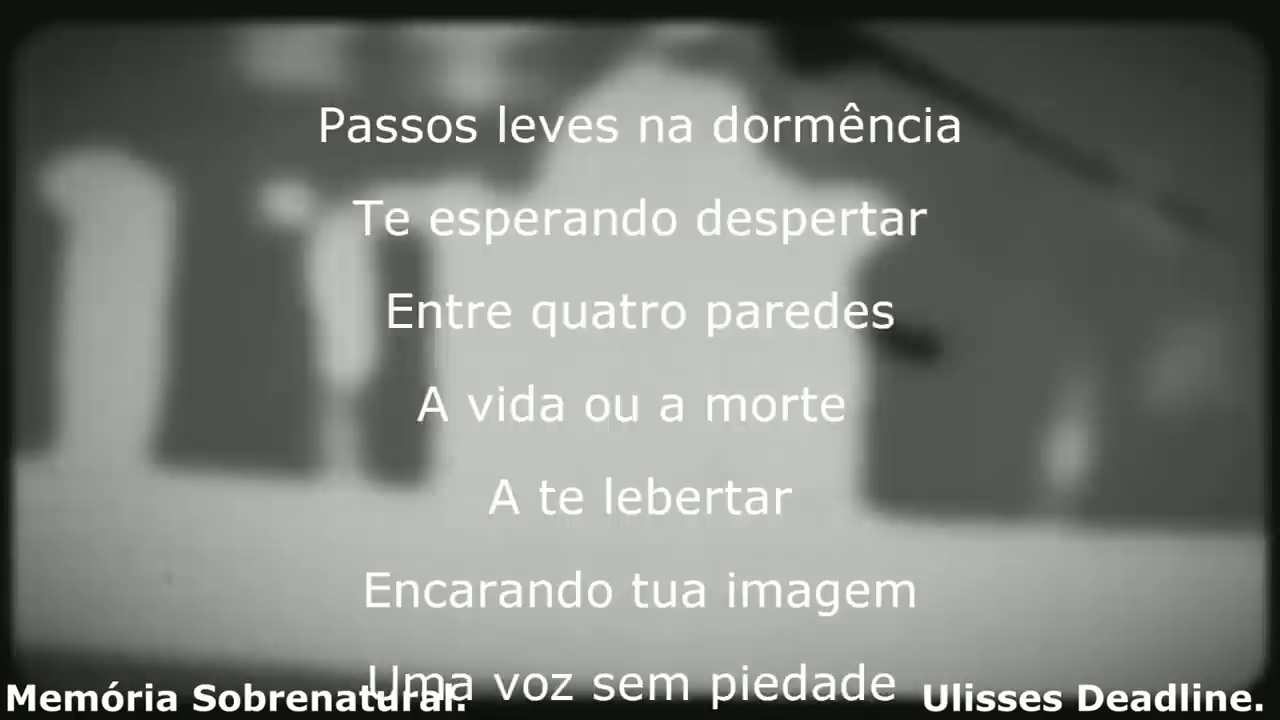 Passos leves na dormência
Te esperando despertar
Entre quatro paredes
A vida ou a morte
A te lebertar
Encarando tua imagem
Uma voz sem piedade
Memória Sobrenatural.
Ulisses Deadline.